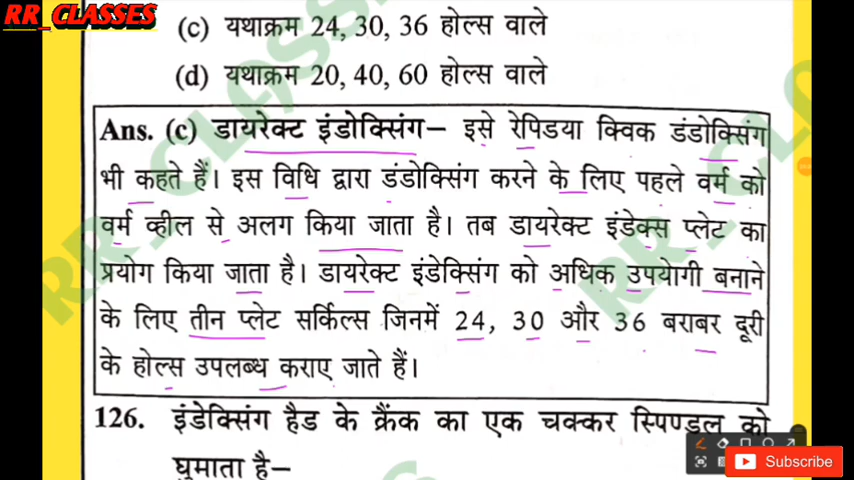 RR_CLASSES
(c) यथाक्रम 24, 30, 36 होल्स वाले
(d) यथाक्रम 20, 40, 60 होल्स वाले
Ans. (c) डायरेक्ट इंडोक्सिंग– इसे रेपिडया क्विक डंडोक्सिंग
भी कहते हैं। इस विधि द्वारा डंडोक्सिंग करने के लिए पहले वर्म को
वर्म व्हील से अलग किया जाता है। तब डायरेक्ट इंडेक्स प्लेट का
प्रयोग किया जाता है। डायरेक्ट इंडेक्सिंग को अधिक उपयेागी बनाने
के लिए तीन प्लेट सर्किल्स जिनमें 24, 30 और 36 बराबर दूरी
के होल्स उपलब्ध कराए जाते हैं।
126. इंडेक्सिंग हैड के क्रैंक का एक चक्कर स्पिण्डल को
घुमाता है–
Subscribe